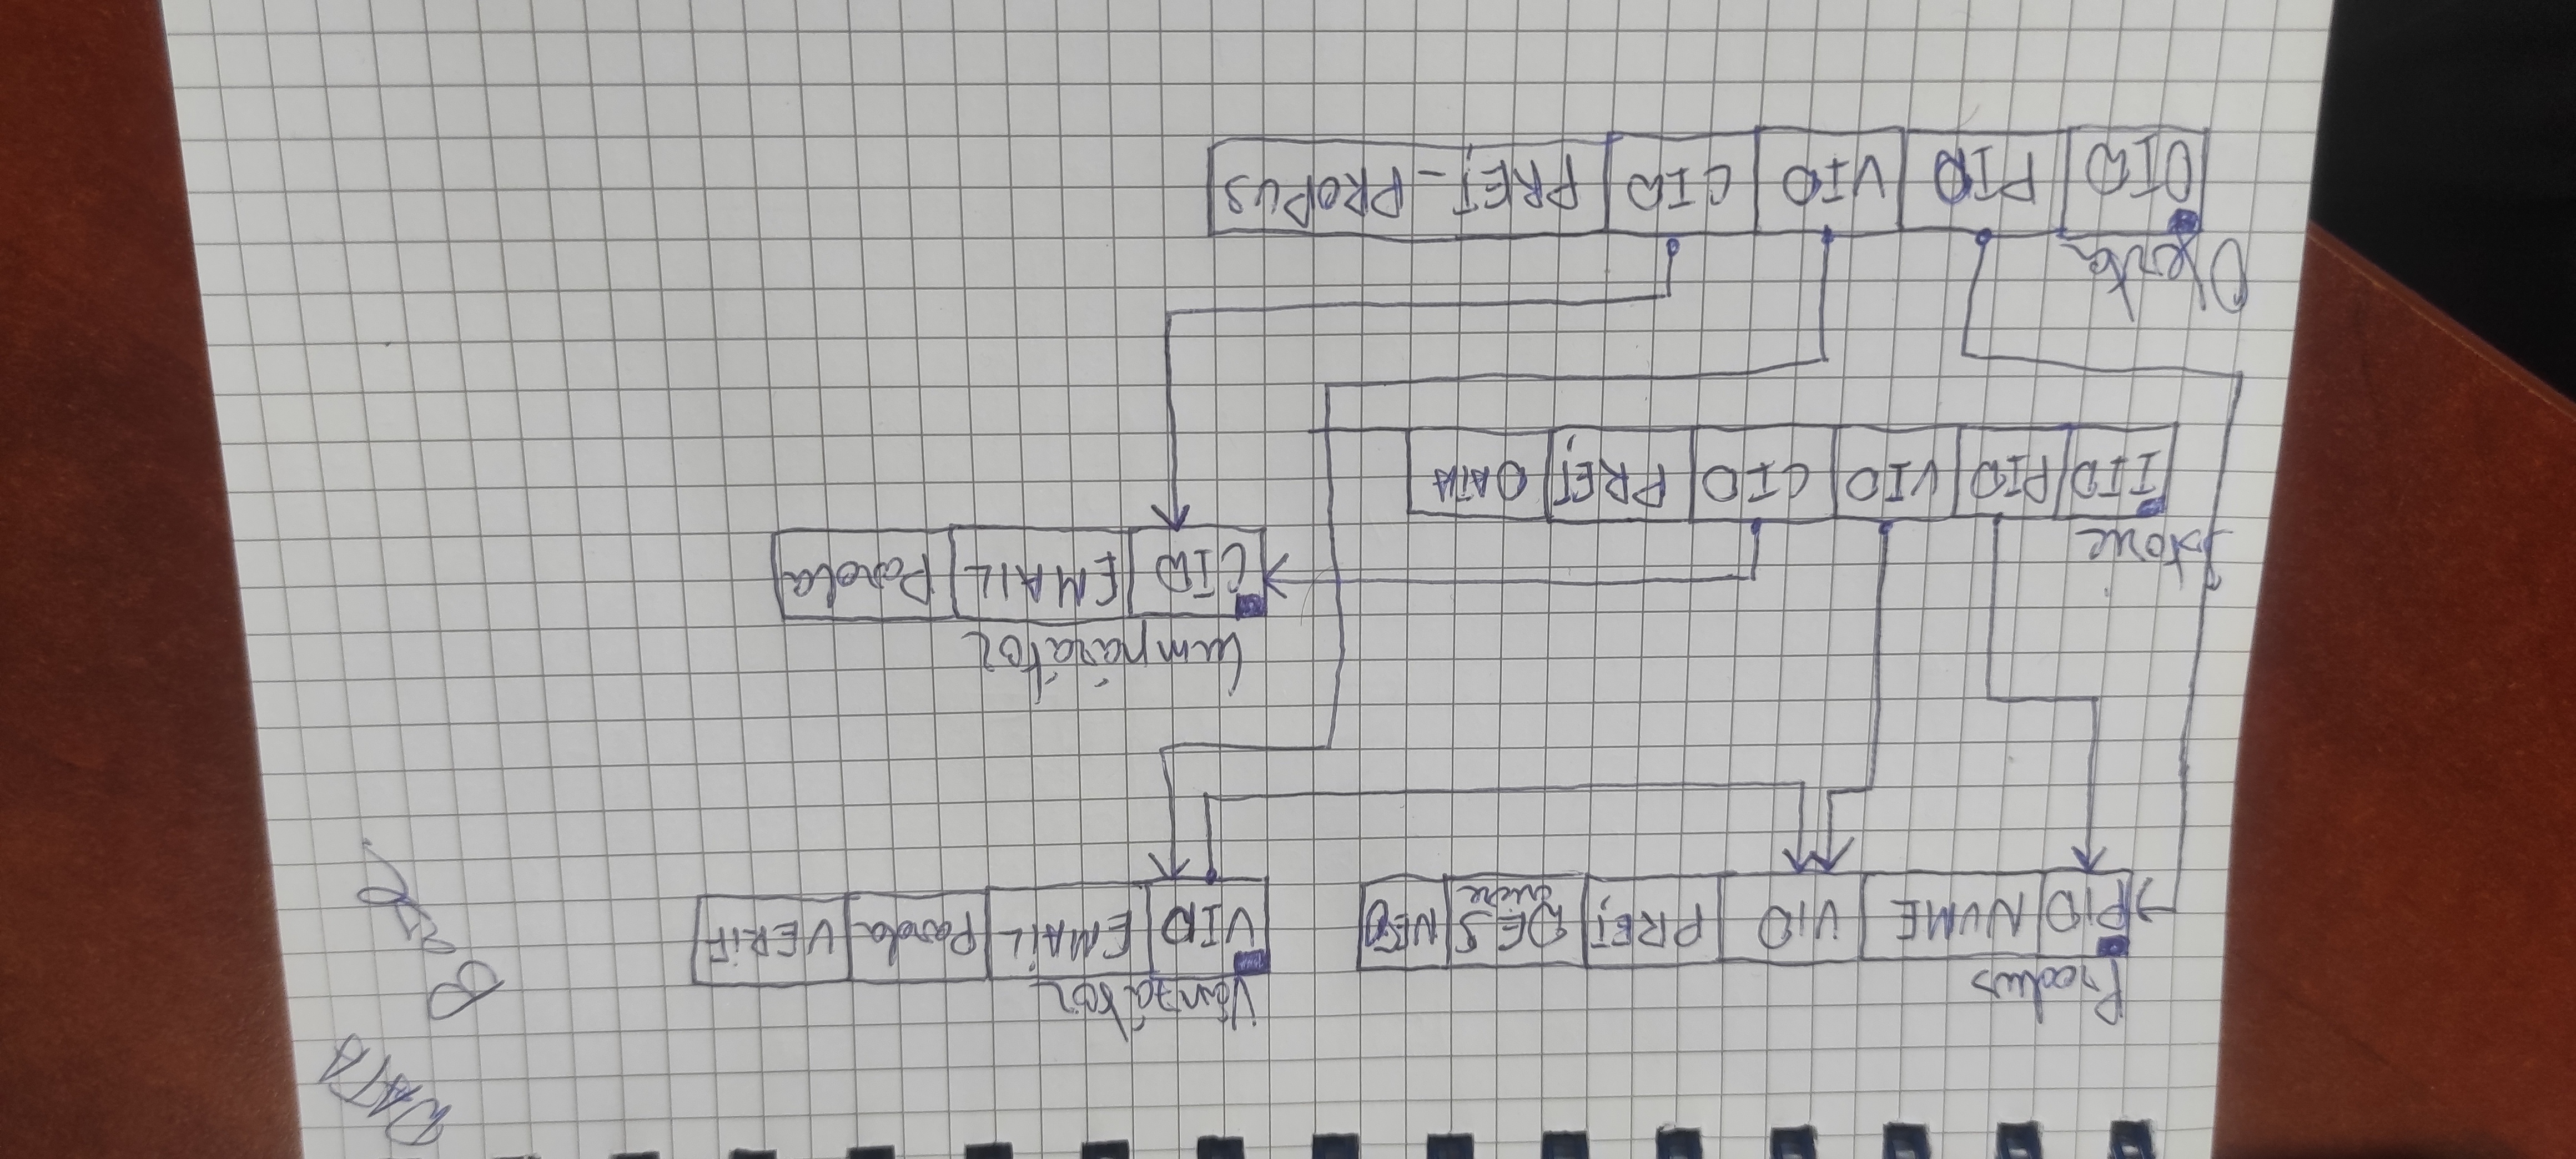 DATA
Base
Produs
PID NUME VID PREȚ DEScriere NEG
Vânzător
VID EMAIL Parola VERiF
Cumpărător
CID EMAIL Parola
Istoric
IID PID VID CID PREȚ DATA
Oferta
OID PID VID CID PREȚ_PROPUS